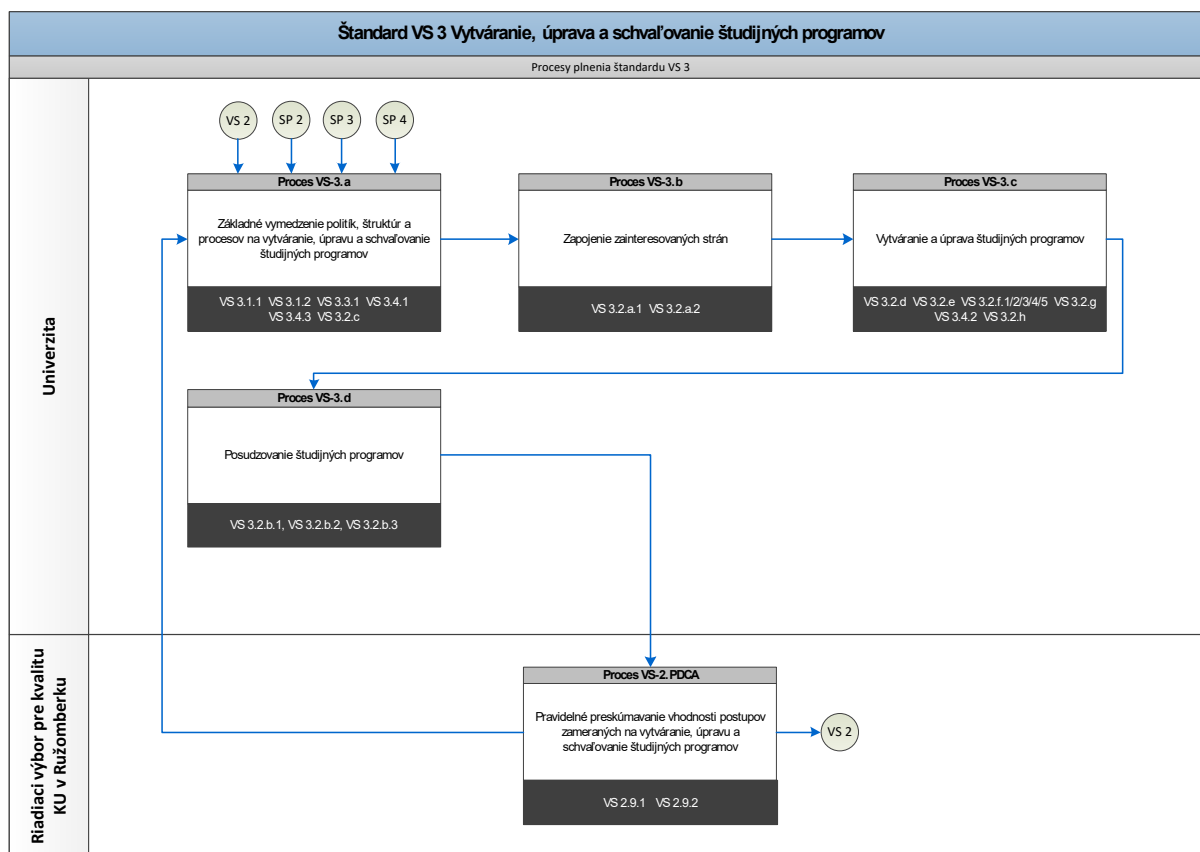 Štandard VS 3 Vytváranie, úprava a schvaľovanie študijných programov
Procesy plnenia štandardu VS 3
Univerzita
VS 2
SP 2
SP 3
SP 4
Proces VS-3.a
Základné vymedzenie politík, štruktúr a
procesov na vytváranie, úpravu a schvaľovanie
študijných programov
VS 3.1.1 VS 3.1.2 VS 3.3.1 VS 3.4.1
VS 3.4.3 VS 3.2.c
Proces VS-3.b
Zapojenie zainteresovaných strán
VS 3.2.a.1 VS 3.2.a.2
Proces VS-3.c
Vytváranie a úprava študijných programov
VS 3.2.d VS 3.2.e VS 3.2.f.1/2/3/4/5 VS 3.2.g
VS 3.4.2 VS 3.2.h
Proces VS-3.d
Posudzovanie študijných programov
VS 3.2.b.1, VS 3.2.b.2, VS 3.2.b.3
Riadiaci výbor pre kvalitu
KU v Ružomberku
Proces VS-2.PDCA
Pravidelné preskúmavanie vhodnosti postupov
zameraných na vytváranie, úpravu a
schvaľovanie študijných programov
VS 2.9.1 VS 2.9.2
VS 2